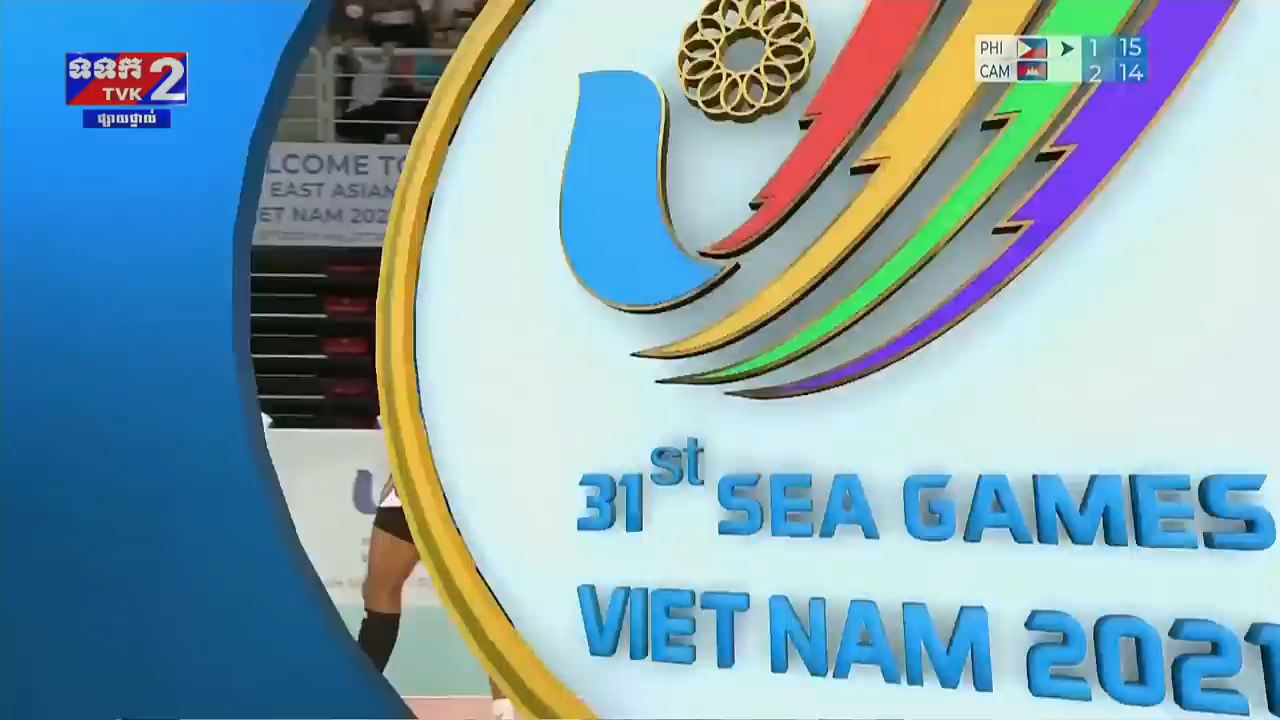 ទទក 2
TVK
ផ្សាយផ្ទាល់
PHI 1 15
CAM 2 14
LCOME TO
EAST ASIAN
ET NAM 202
31st SEA GAMES
VIET NAM 2021